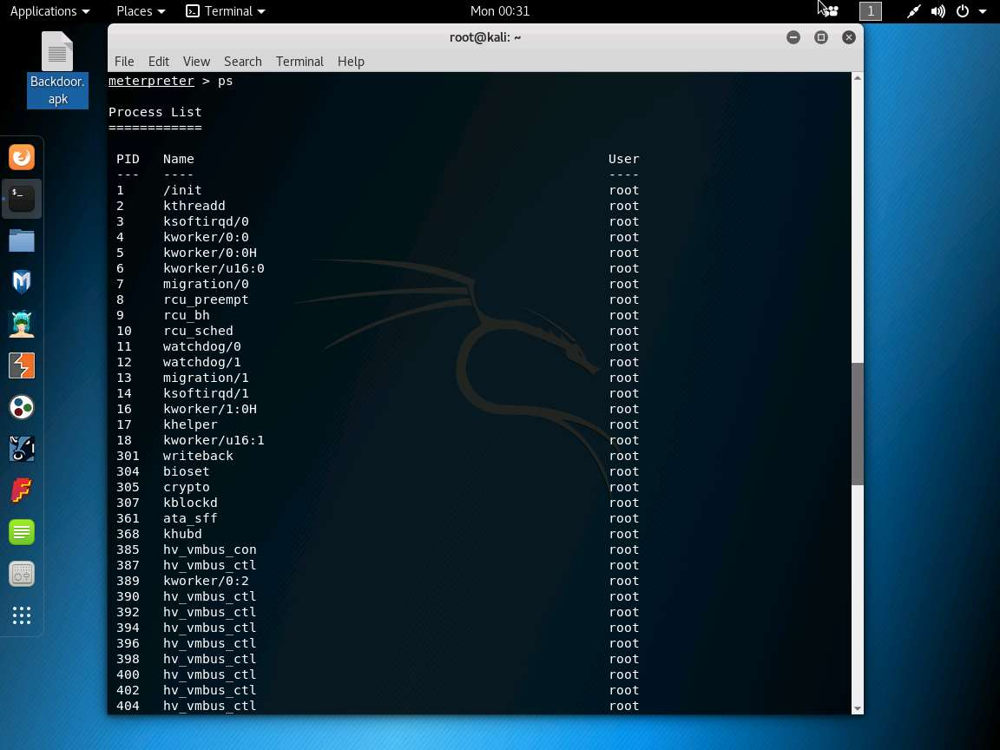 Applications Places Terminal Mon 00:31 1
root@kali: ~
File Edit View Search Terminal Help
Backdoor.
apk
$_
meterpreter > ps
Process List
============
PID Name User
--- ---- ----
1 /init root
2 kthreadd root
3 ksoftirqd/0 root
4 kworker/0:0 root
5 kworker/0:0H root
6 kworker/u16:0 root
7 migration/0 root
8 rcu_preempt root
9 rcu_bh root
10 rcu_sched root
11 watchdog/0 root
12 watchdog/1 root
13 migration/1 root
14 ksoftirqd/1 root
16 kworker/1:0H root
17 khelper root
18 kworker/u16:1 root
301 writeback root
304 bioset root
305 crypto root
307 kblockd root
361 ata_sff root
368 khubd root
385 hv_vmbus_con root
387 hv_vmbus_ctl root
389 kworker/0:2 root
390 hv_vmbus_ctl root
392 hv_vmbus_ctl root
394 hv_vmbus_ctl root
396 hv_vmbus_ctl root
398 hv_vmbus_ctl root
400 hv_vmbus_ctl root
402 hv_vmbus_ctl root
404 hv_vmbus_ctl root